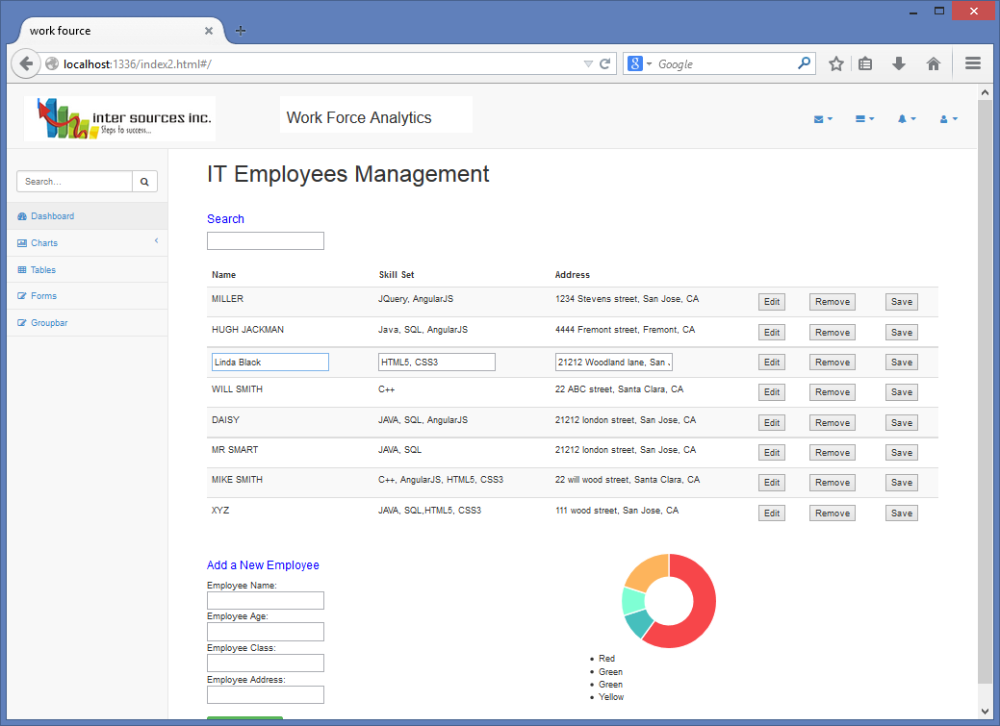 work fource
localhost:1336/index2.html#/
Google
inter sources inc.
Steps to success...
Work Force Analytics
Search...
Dashboard
Charts
Tables
Forms
Groupbar
IT Employees Management
Search
Name Skill Set Address
MILLER JQuery, AngularJS 1234 Stevens street, San Jose, CA Edit Remove Save
HUGH JACKMAN Java, SQL, AngularJS 4444 Fremont street, Fremont, CA Edit Remove Save
Linda Black HTML5, CSS3 21212 Woodland lane, San Edit Remove Save
WILL SMITH C++ 22 ABC street, Santa Clara, CA Edit Remove Save
DAISY JAVA, SQL, AngularJS 21212 london street, San Jose, CA Edit Remove Save
MR SMART JAVA, SQL 21212 london street, San Jose, CA Edit Remove Save
MIKE SMITH C++, AngularJS, HTML5, CSS3 22 will wood street, Santa Clara, CA Edit Remove Save
XYZ JAVA, SQL,HTML5, CSS3 111 wood street, San Jose, CA Edit Remove Save
Add a New Employee
Employee Name:
Employee Age:
Employee Class:
Employee Address:
Red
Green
Green
Yellow